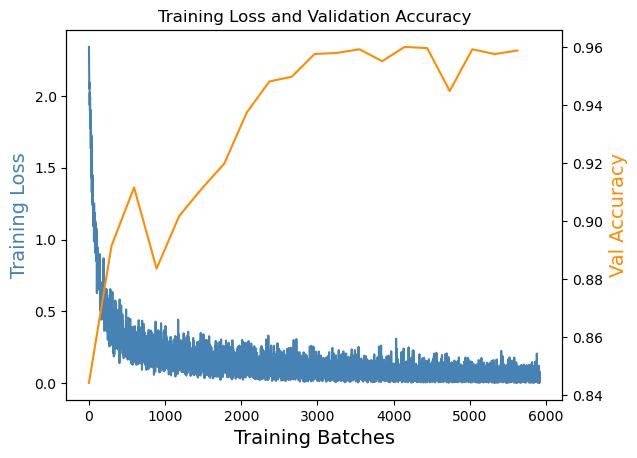 Training Loss and Validation Accuracy
Training Loss
2.0
1.5
1.0
0.5
0.0
0.96
0.94
0.92
0.90
0.88
0.86
0.84
Val Accuracy
0 1000 2000 3000 4000 5000 6000
Training Batches